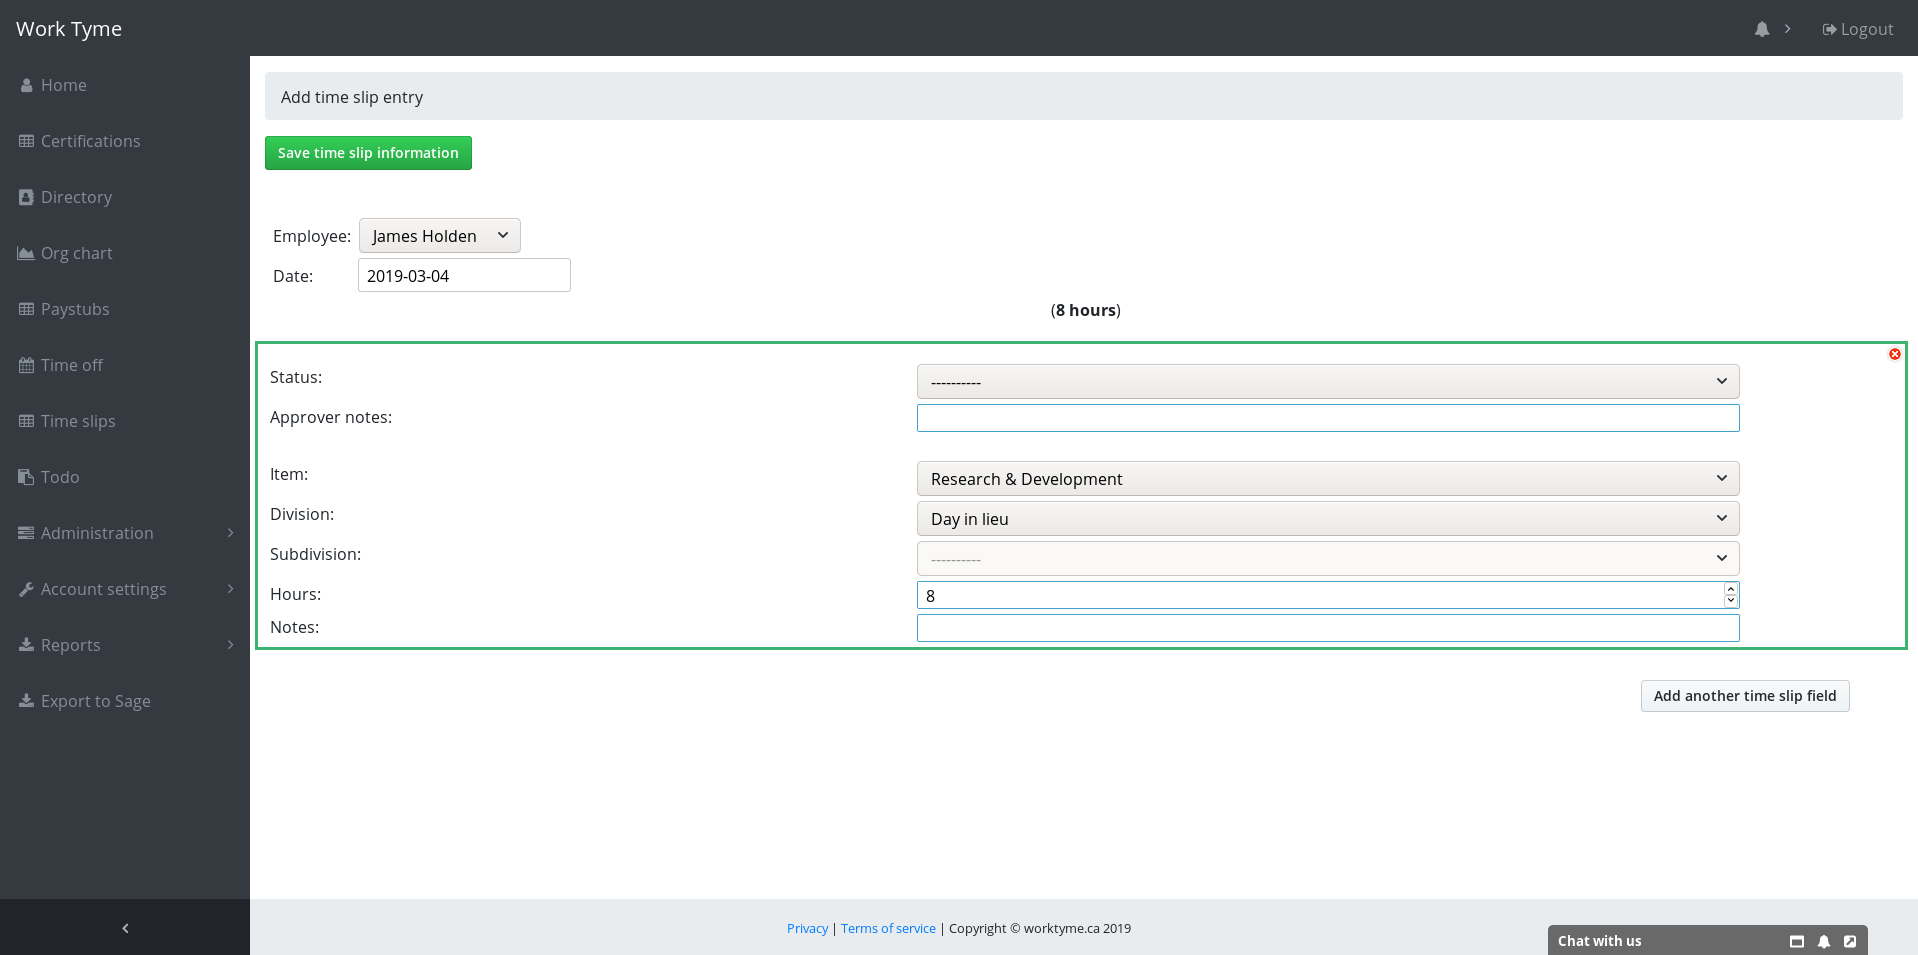 Work Tyme
Logout
Home
Certifications
Directory
Org chart
Paystubs
Time off
Time slips
Todo
Administration
Account settings
Reports
Export to Sage
Add time slip entry
Save time slip information
Employee: James Holden
Date: 2019-03-04
(8 hours)
Status: ----------
Approver notes:
Item: Research & Development
Division: Day in lieu
Subdivision: ----------
Hours: 8
Notes:
Add another time slip field
Privacy | Terms of service | Copyright © worktyme.ca 2019
Chat with us